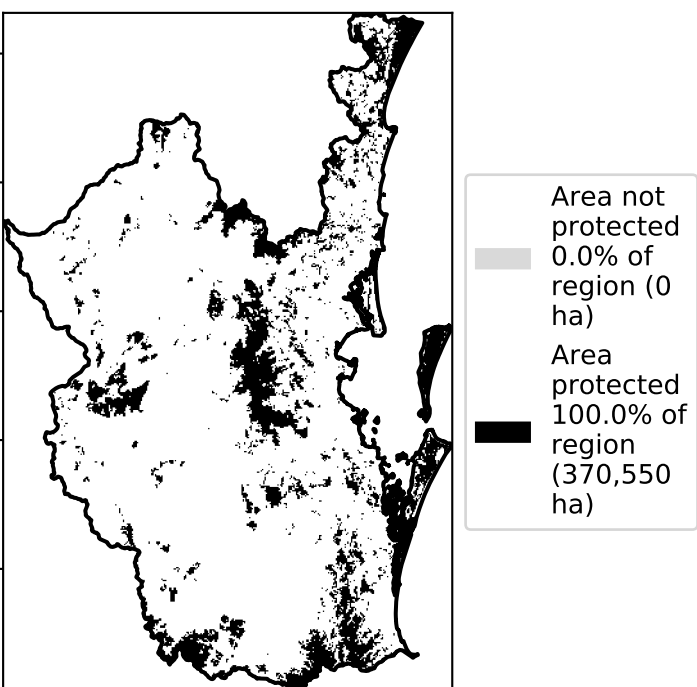 Area not
protected
0.0% of
region (0
ha)
Area
protected
100.0% of
region
(370,550
ha)